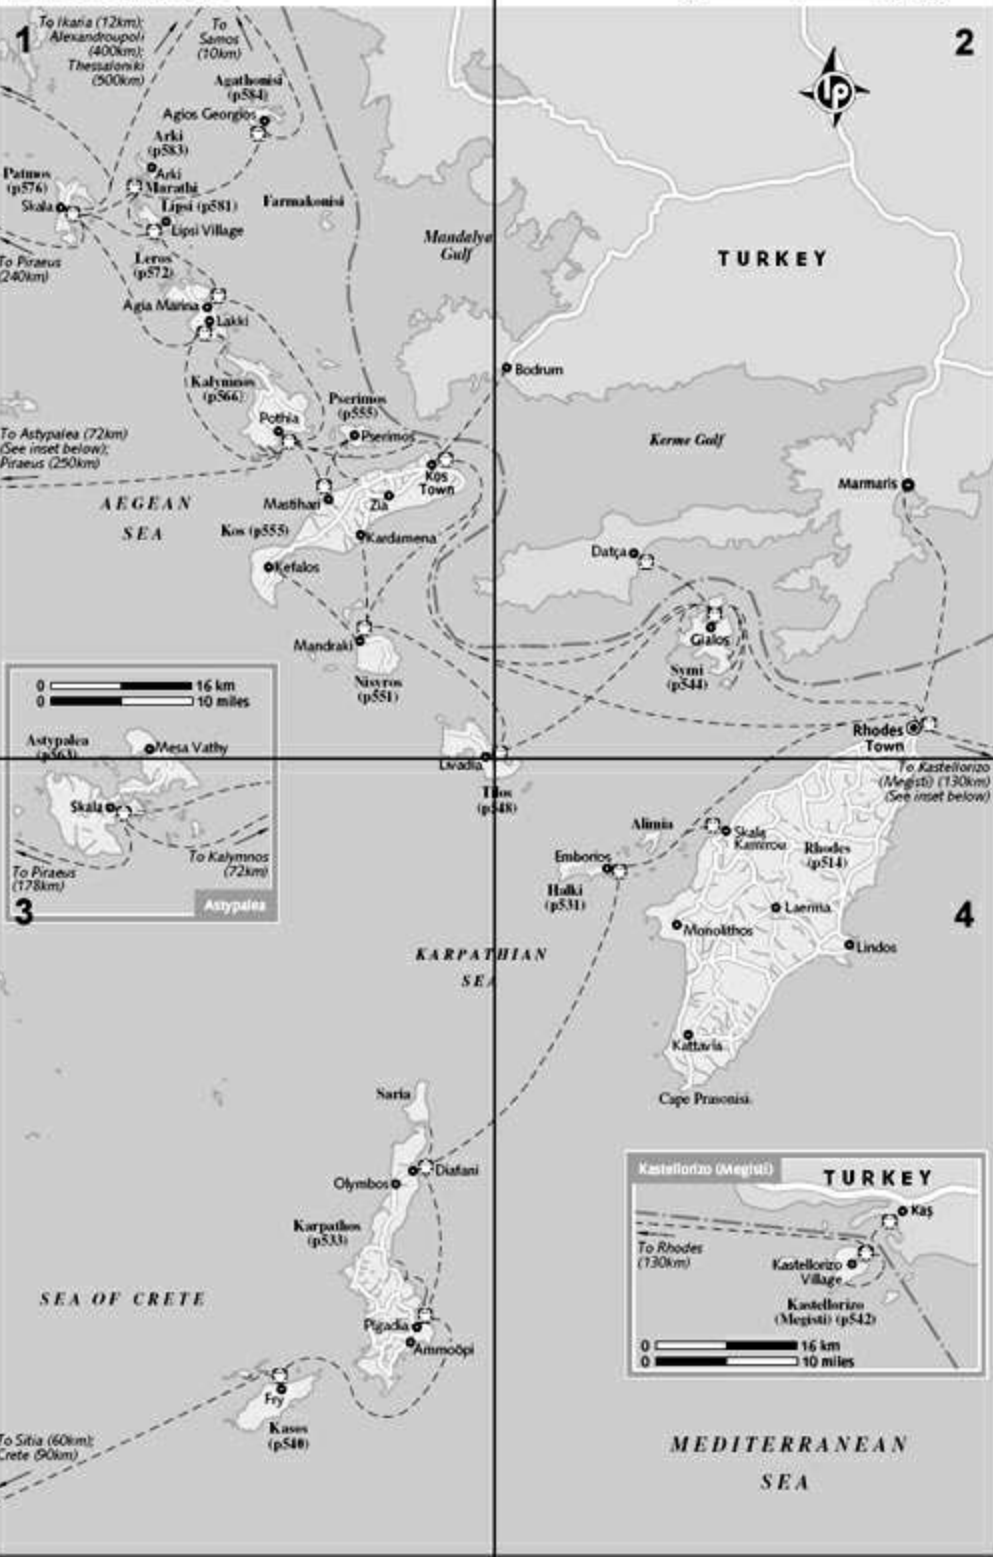 1
To Ikaria (12km);
Alexandroupoli
(400km);
Thessaloniki
(500km)
To
Samos
(10km)
Agathonisi
(p584)
Agios Georgios
Arki
(p583)
Arki
Marathi
Patmos
(p576)
Skala
Lipsi (p581)
Lipsi Village
Farmakonisi
To Piraeus
(240km)
Leros
(p572)
Agia Marina
Lakki
Mandalya
Gulf
Kalymnos
(p566)
Pothia
Pserimos
(p555)
Pserimos
To Astypalea (72km)
(See inset below);
Piraeus (250km)
AEGEAN
SEA
Kos
Town
Mastihari
Zia
Kos (p555)
Kardamena
Kefalos
Mandraki
Nisyros
(p551)
2
lp
TURKEY
Bodrum
Kerme Golf
Marmaris
Datça
Gialos
Symi
(p544)
Rhodes
Town
To Kastellorizo
(Megisti) (130km)
(See inset below)
Livadia
Tilos
(p548)
0 16 km
0 10 miles
Astypalea
(p563)
Mesa Vathy
Skala
To Kalymnos
(72km)
To Piraeus
(178km)
Astypalea
3
4
Alimia
Skala
Kamirou
Rhodes
(p514)
Emborios
Halki
(p531)
Laerma
Monolithos
Lindos
Kattavia
Cape Prasonisi
KARPATHIAN
SEA
Saria
Diafani
Olymbos
Karpathos
(p533)
SEA OF CRETE
Pigadia
Ammoöpi
Fry
Kasos
(p540)
To Sitia (60km);
Crete (90km)
Kastellorizo (Megisti)
TURKEY
Kaş
To Rhodes
(130km)
Kastellorizo
Village
Kastellorizo
(Megisti) (p542)
0 16 km
0 10 miles
MEDITERRANEAN
SEA